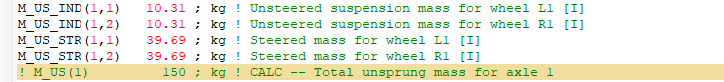 M_US_IND(1,1) 10.31 ; kg ! Unsteered suspension mass for wheel L1 [I]
M_US_IND(1,2) 10.31 ; kg ! Unsteered suspension mass for wheel R1 [I]
M_US_STR(1,1) 39.69 ; kg ! Steered mass for wheel L1 [I]
M_US_STR(1,2) 39.69 ; kg ! Steered mass for wheel R1 [I]
! M_US(1) 150 ; kg ! CALC -- Total unsprung mass for axle 1